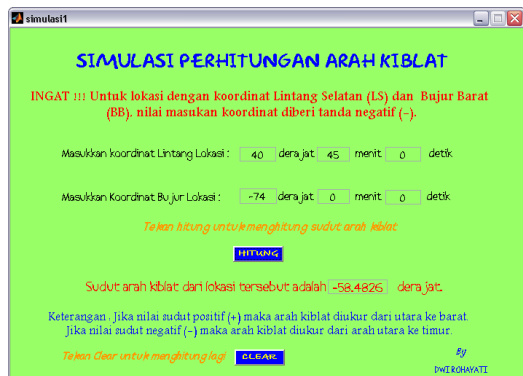 simulasi1
SIMULASI PERHITUNGAN ARAH KIBLAT
INGAT !!! Untuk lokasi dengan koordinat Lintang Selatan (LS) dan Bujur Barat
(BB), nilai masukan koordinat diberi tanda negatif (-).
Masukkan koordinat Lintang Lokasi : 40 derajat 45 menit 0 detik
Masukkan Koordinat Bujur Lokasi : -74 derajat 0 menit 0 detik
Tekan hitung untuk menghitung sudut arah kiblat
HITUNG
Sudut arah kiblat dari lokasi tersebut adalah -58.4826 derajat.
Keterangan : Jika nilai sudut positif (+) maka arah kiblat diukur dari utara ke barat.
Jika nilai sudut negatif (-) maka arah kiblat diukur dari arah utara ke timur.
Tekan Clear untuk menghitung lagi CLEAR
By
DWI ROHAYATI